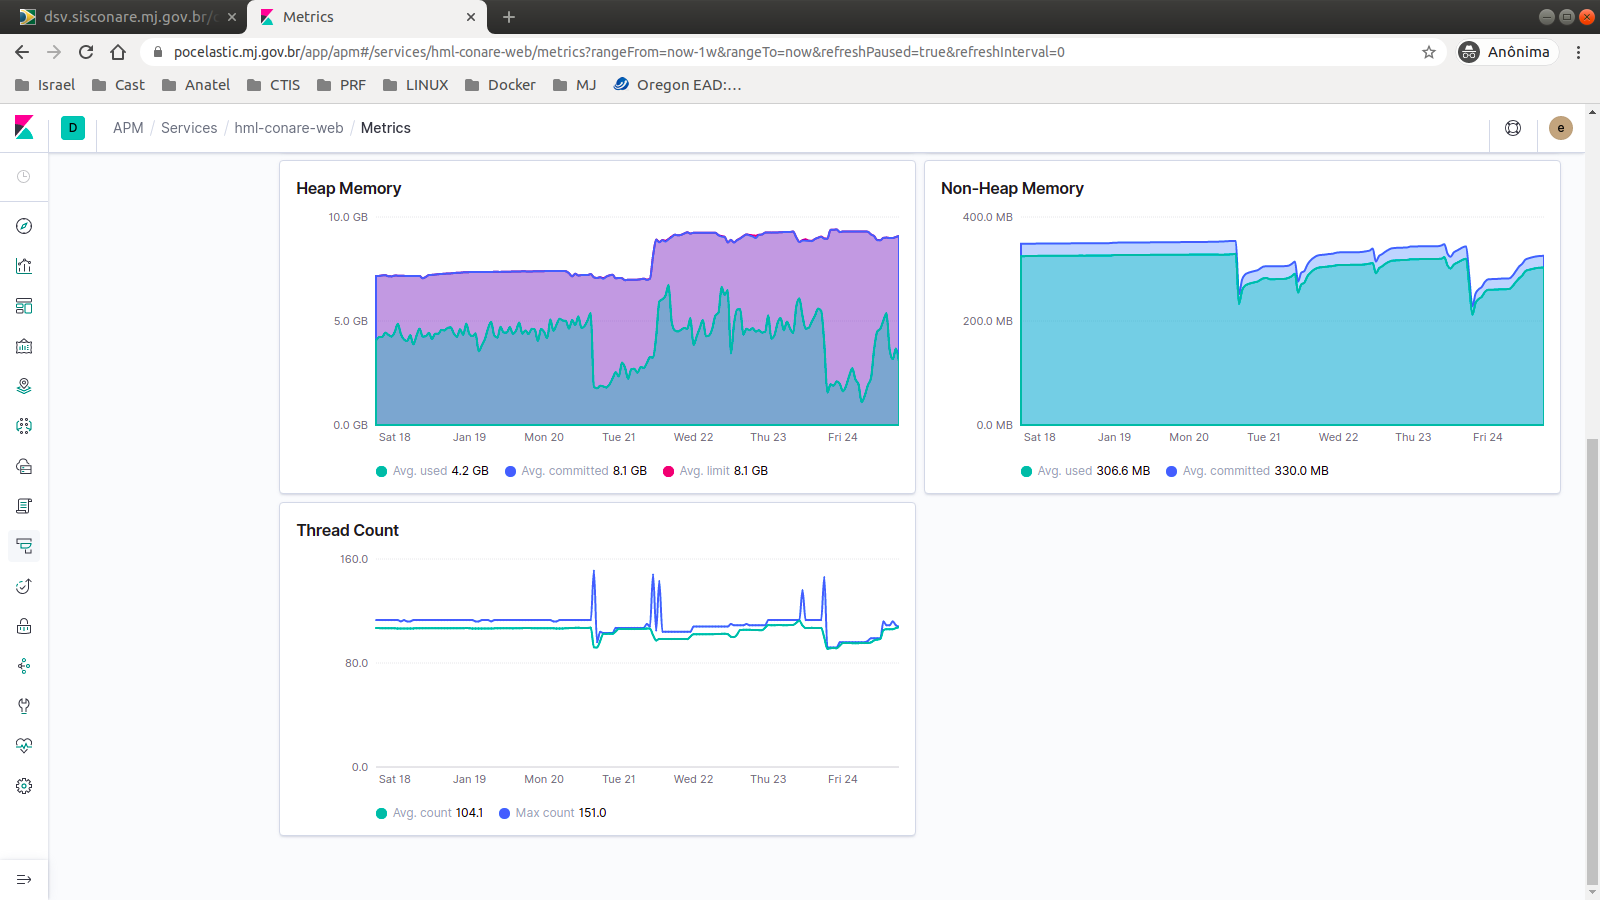 dsv.sisconare.mj.gov.br/
Metrics
pocelastic.mj.gov.br/app/apm#/services/hml-conare-web/metrics?rangeFrom=now-1w&rangeTo=now&refreshPaused=true&refreshInterval=0
Anônima
Israel Cast Anatel CTIS PRF LINUX Docker MJ Oregon EAD:...
D APM / Services / hml-conare-web / Metrics e
Heap Memory
10.0 GB
5.0 GB
0.0 GB
Sat 18 Jan 19 Mon 20 Tue 21 Wed 22 Thu 23 Fri 24
Avg. used 4.2 GB Avg. committed 8.1 GB Avg. limit 8.1 GB
Non-Heap Memory
400.0 MB
200.0 MB
0.0 MB
Sat 18 Jan 19 Mon 20 Tue 21 Wed 22 Thu 23 Fri 24
Avg. used 306.6 MB Avg. committed 330.0 MB
Thread Count
160.0
80.0
0.0
Sat 18 Jan 19 Mon 20 Tue 21 Wed 22 Thu 23 Fri 24
Avg. count 104.1 Max count 151.0